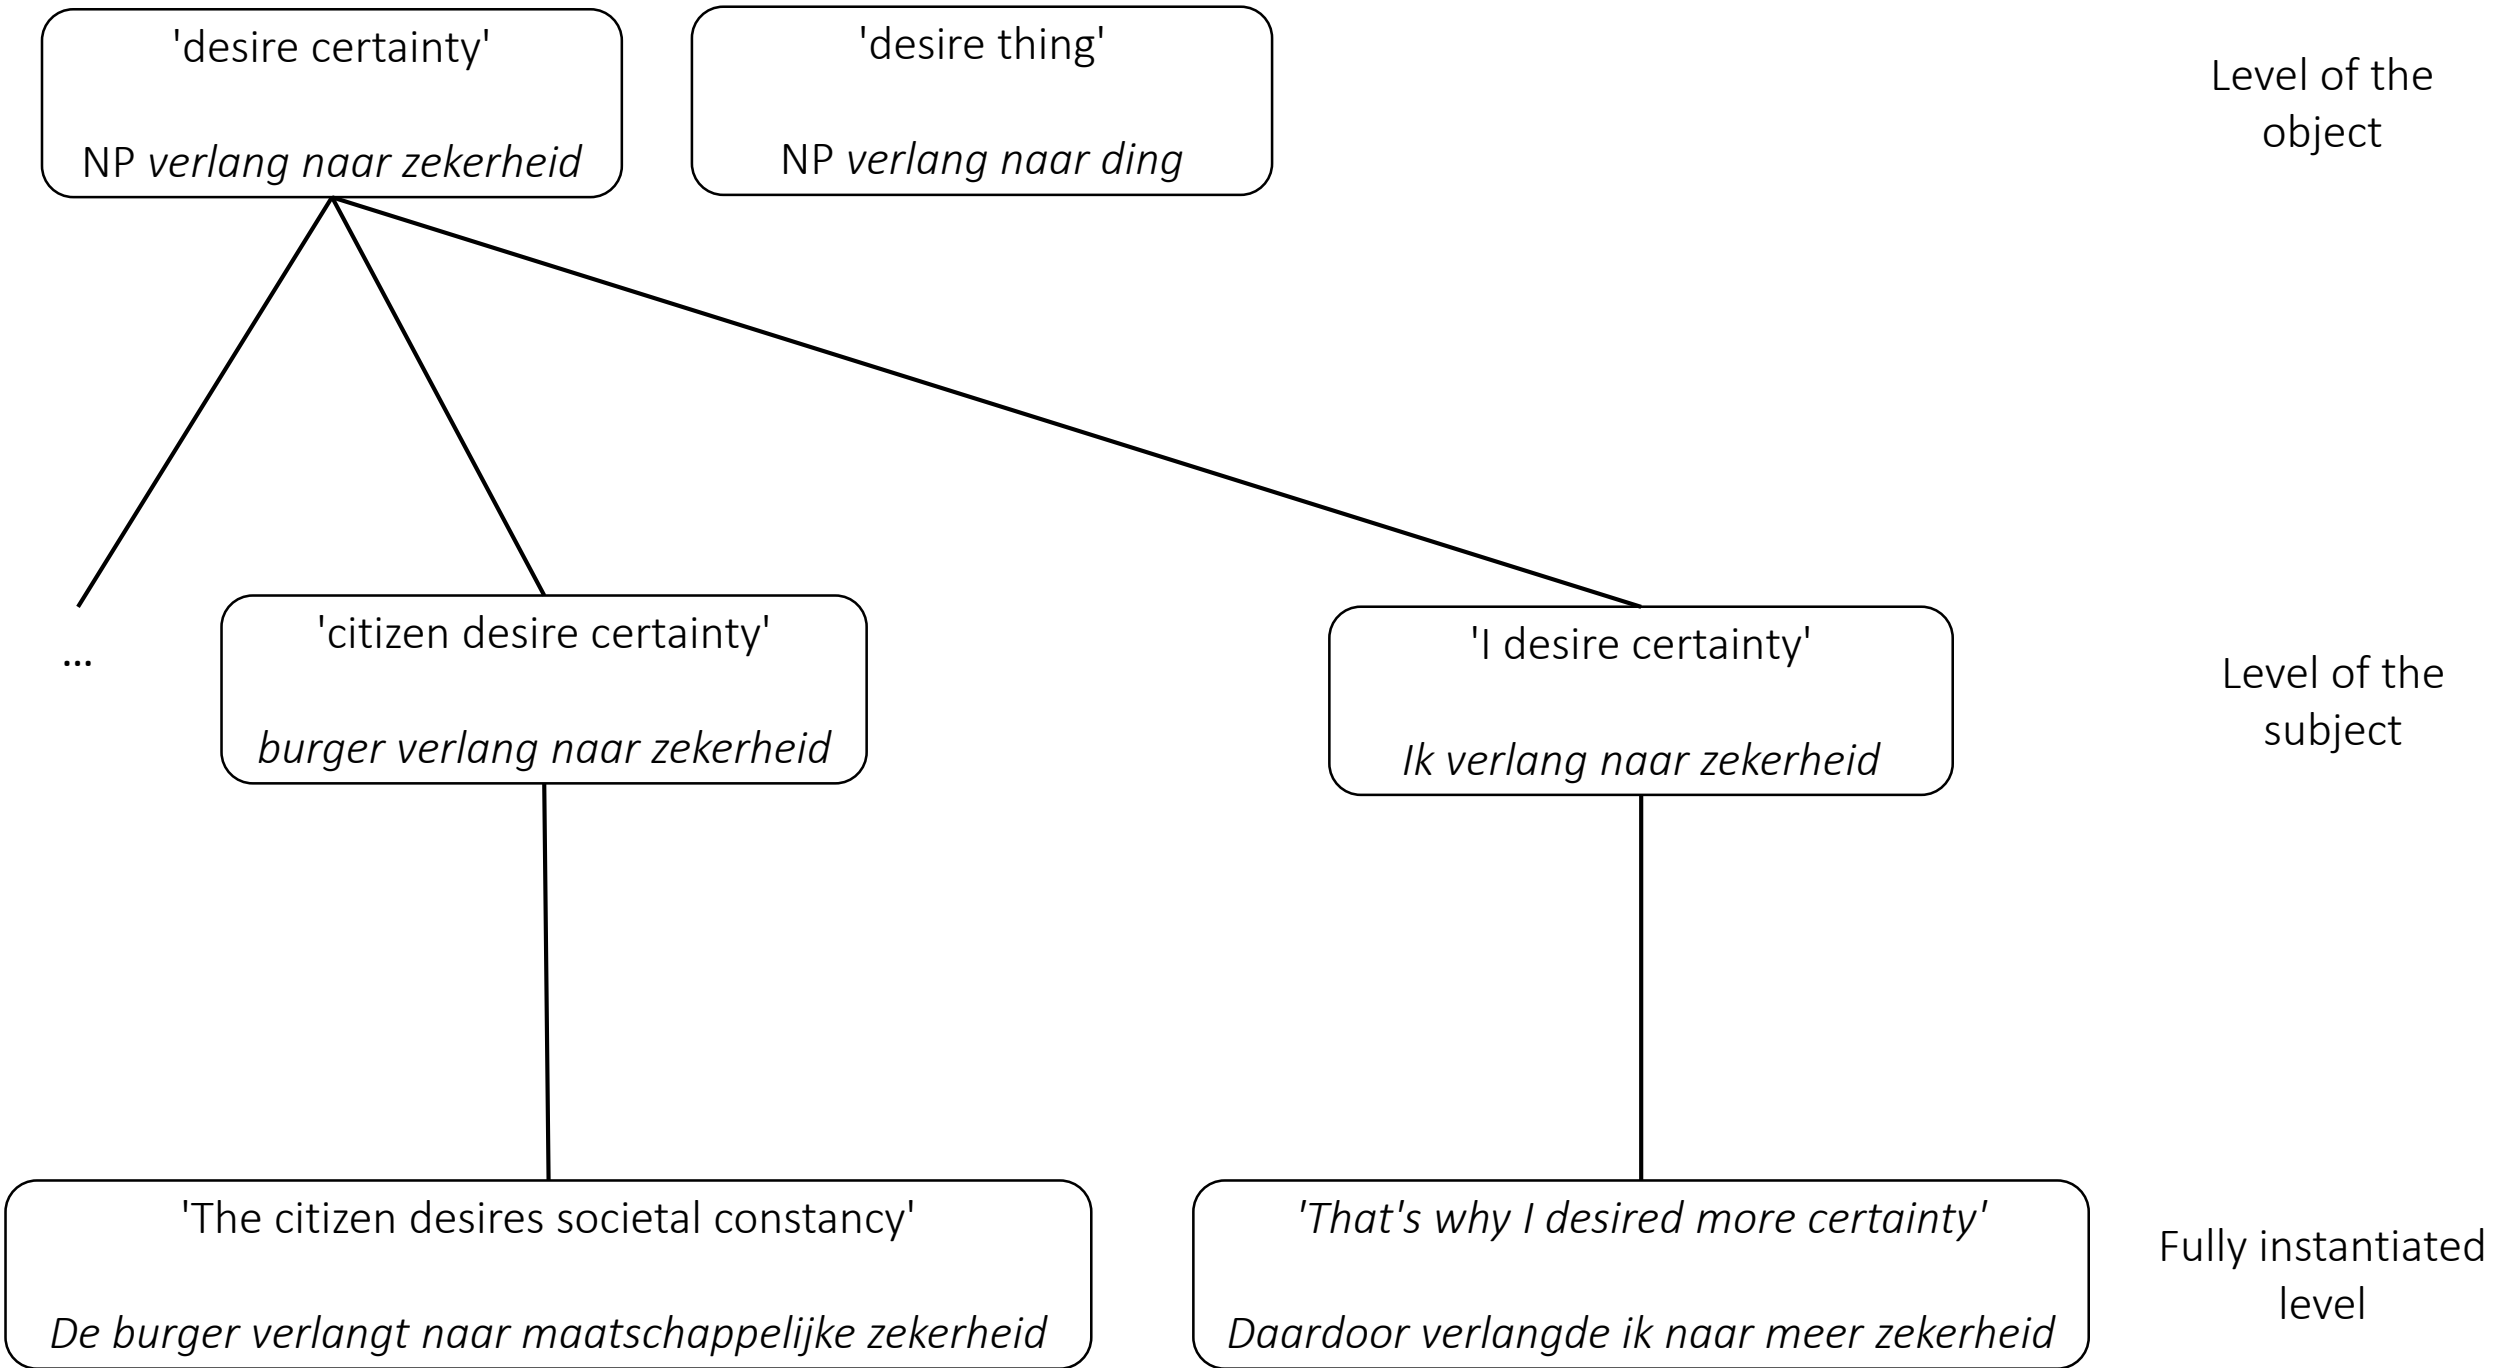 'desire certainty'
NP verlang naar zekerheid
'desire thing'
NP verlang naar ding
Level of the
object
...
'citizen desire certainty'
burger verlang naar zekerheid
'I desire certainty'
Ik verlang naar zekerheid
Level of the
subject
'The citizen desires societal constancy'
De burger verlangt naar maatschappelijke zekerheid
'That's why I desired more certainty'
Daardoor verlangde ik naar meer zekerheid
Fully instantiated
level